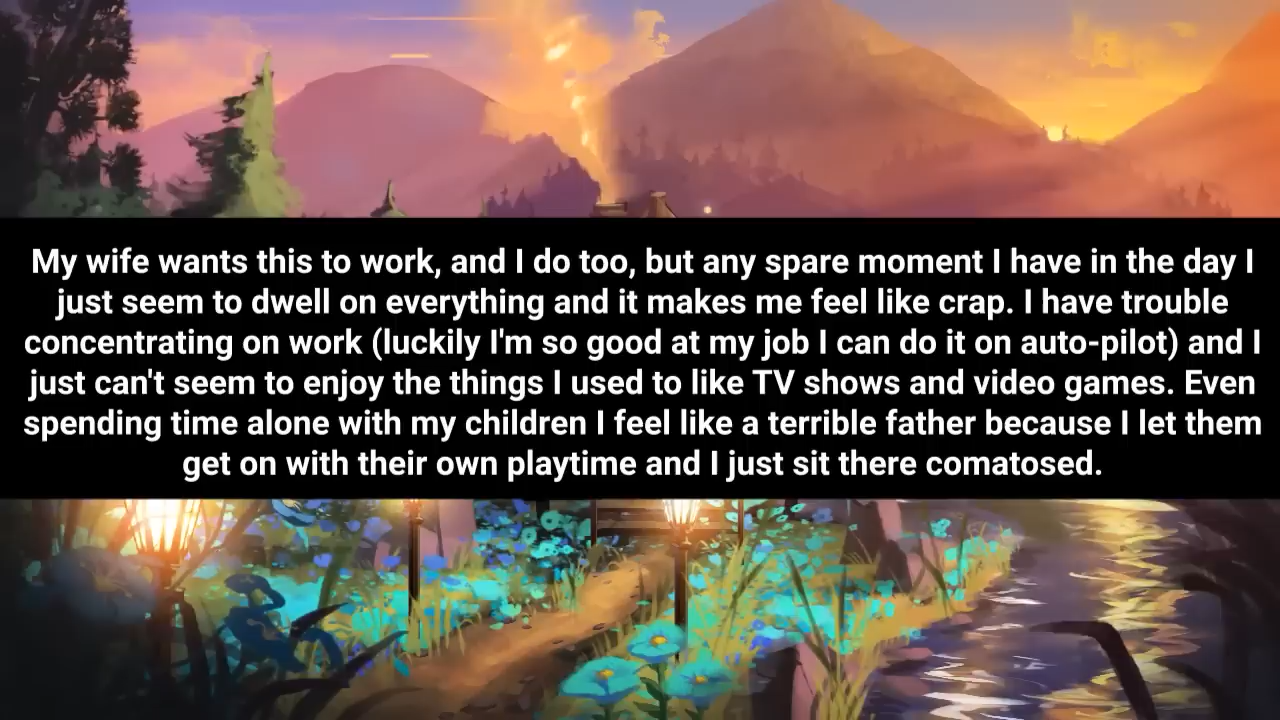 My wife wants this to work, and I do too, but any spare moment I have in the day I
just seem to dwell on everything and it makes me feel like crap. I have trouble
concentrating on work (luckily I'm so good at my job I can do it on auto-pilot) and I
just can't seem to enjoy the things I used to like TV shows and video games. Even
spending time alone with my children I feel like a terrible father because I let them
get on with their own playtime and I just sit there comatosed.